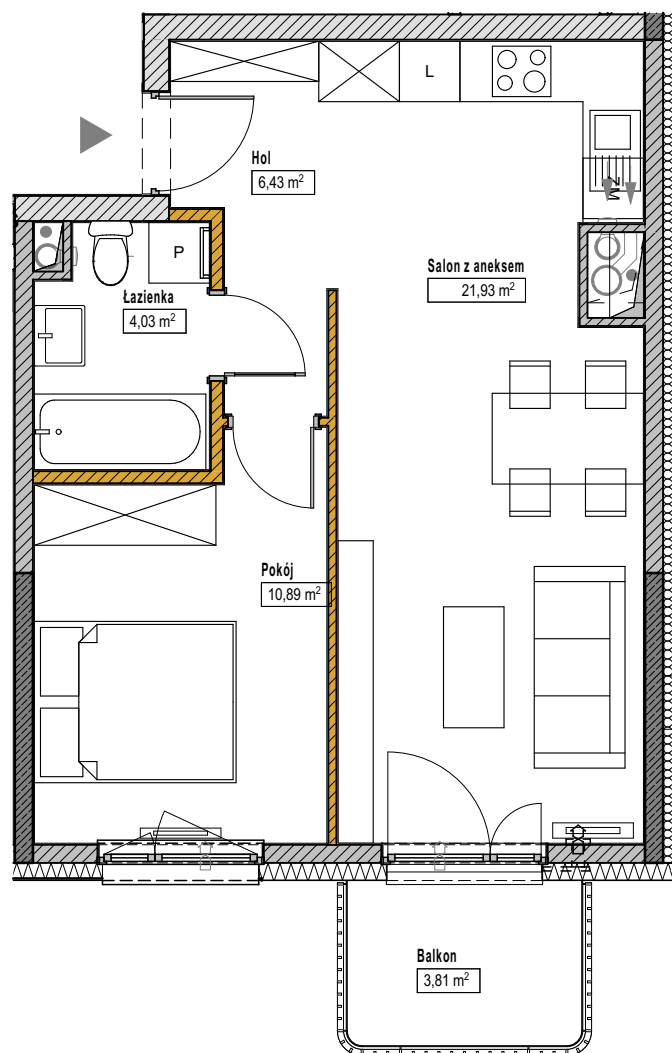 L
Hol
6,43 m²
ZM
P
Salon z aneksem
21,93 m²
Łazienka
4,03 m²
Pokój
10,89 m²
Balkon
3,81 m²